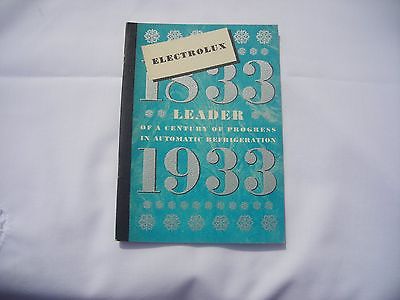 ELECTROLUX
1833
LEADER
OF A CENTURY OF PROGRESS
IN AUTOMATIC REFRIGERATION
1933